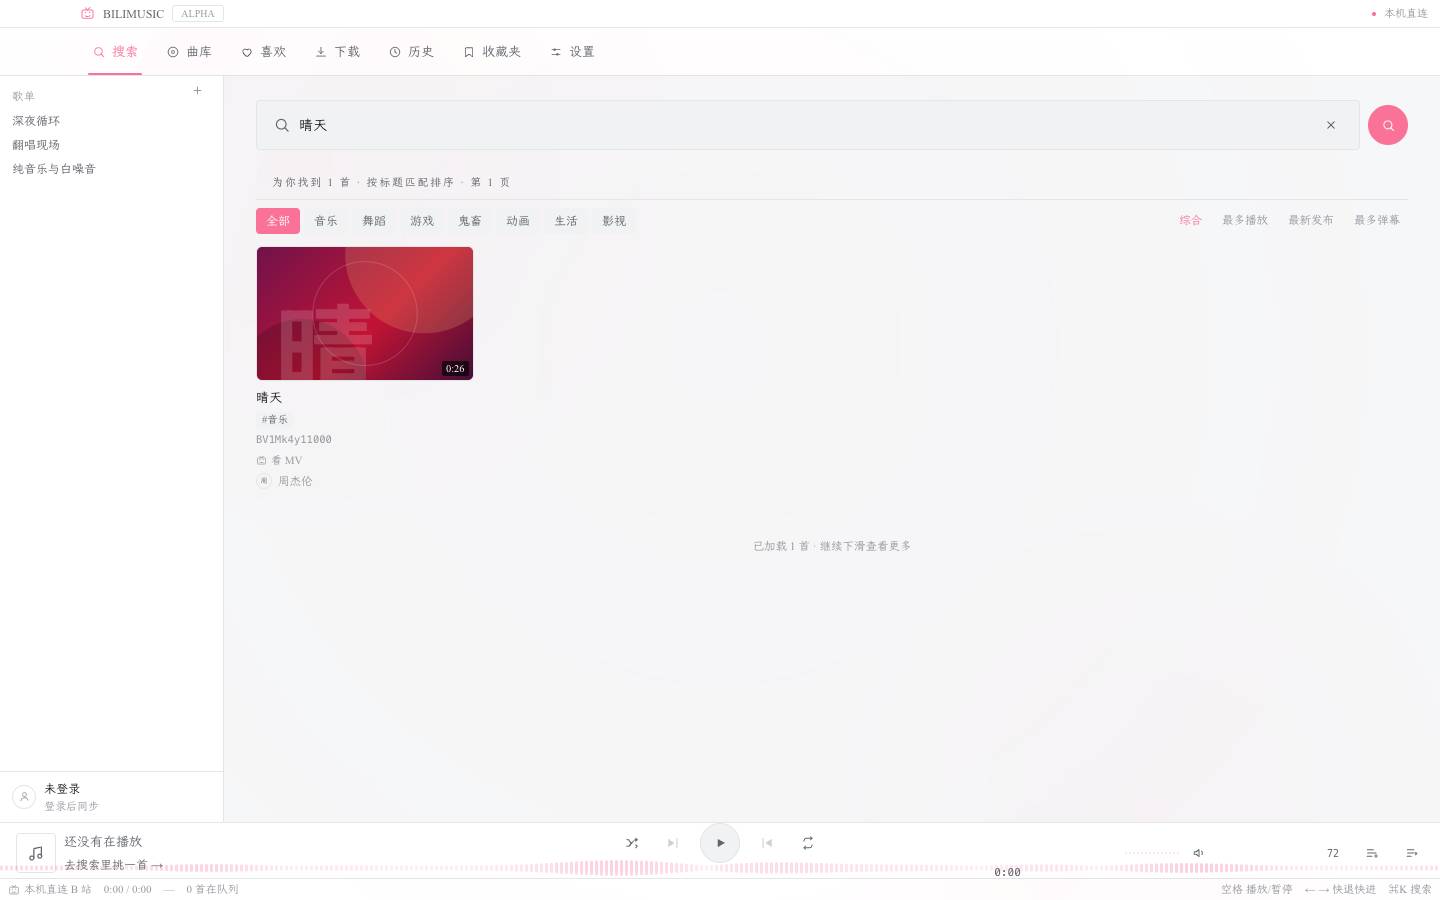 BILIMUSIC ALPHA
本机直连
搜索 曲库 喜欢 下载 历史 收藏夹 设置
歌单
深夜循环
翻唱现场
纯音乐与白噪音
晴天
为你找到 1 首 · 按标题匹配排序 · 第 1 页
全部 音乐 舞蹈 游戏 鬼畜 动画 生活 影视
综合 最多播放 最新发布 最多弹幕
晴
0:26
晴天
#音乐
BV1Mk4y11000
看 MV
周 周杰伦
已加载 1 首 · 继续下滑查看更多
未登录
登录后同步
还没有在播放
去搜索里挑一首 →
0:00
72
本机直连 B 站 0:00 / 0:00 — 0 首在队列
空格 播放/暂停 ← → 快退快进 ⌘K 搜索